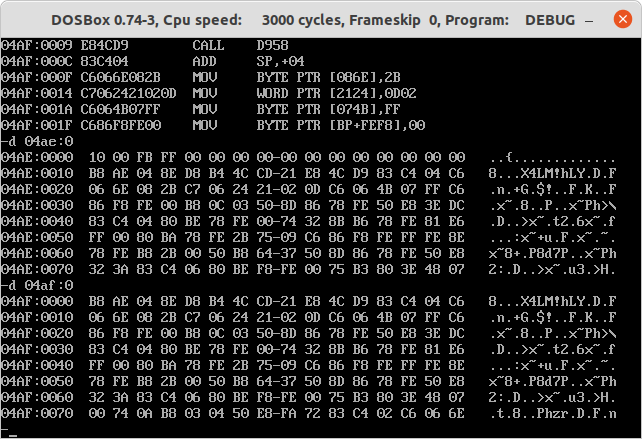 DOSBox 0.74-3, Cpu speed:    3000 cycles, Frameskip  0, Program:    DEBUG
04AF:0009 E84CD9        CALL    D958
04AF:000C 83C404        ADD     SP,+04
04AF:000F C6066E082B    MOV     BYTE PTR [086E],2B
04AF:0014 C7062421020D  MOV     WORD PTR [2124],0D02
04AF:001A C6064B07FF    MOV     BYTE PTR [074B],FF
04AF:001F C686F8FE00    MOV     BYTE PTR [BP+FEF8],00
-d 04ae:0
04AE:0000  10 00 FB FF 00 00 00 00-00 00 00 00 00 00 00 00   ..{.............
04AE:0010  B8 AE 04 8E D8 B4 4C CD-21 E8 4C D9 83 C4 04 C6   8...X4LM!hLY.D.F
04AE:0020  06 6E 08 2B C7 06 24 21-02 0D C6 06 4B 07 FF C6   .n.+G.$!..F.K..F
04AE:0030  86 F8 FE 00 B8 C0 03 50-8D 86 78 FE 50 E8 3E DC   .x~.8@.P..x~Ph>\
04AE:0040  83 C4 04 80 BE 78 FE 00-74 32 8B B6 78 FE 81 E6   .D..>x~.t2.6x~.f
04AE:0050  FF 00 80 BA 78 FE 2B 75-09 C6 86 F8 FE FF FE 8E   ...:x~+u.F.x~.~.
04AE:0060  78 FE B8 2B 00 50 B8 64-37 50 8D 86 78 FE 50 E8   x~8+.P8d7P..x~Ph
04AE:0070  32 3A 83 C4 06 80 BE F8-FE 00 75 B3 80 3E 48 07   2:.D..>x~.u3.>H.
-d 04af:0
04AF:0000  B8 AE 04 8E D8 B4 4C CD-21 E8 4C D9 83 C4 04 C6   8...X4LM!hLY.D.F
04AF:0010  06 6E 08 2B C7 06 24 21-02 0D C6 06 4B 07 FF C6   .n.+G.$!..F.K..F
04AF:0020  86 F8 FE 00 B8 C0 03 50-8D 86 78 FE 50 E8 3E DC   .x~.8@.P..x~Ph>\
04AF:0030  83 C4 04 80 BE 78 FE 00-74 32 8B B6 78 FE 81 E6   .D..>x~.t2.6x~.f
04AF:0040  FF 00 80 BA 78 FE 2B 75-09 C6 86 F8 FE FF FE 8E   ...:x~+u.F.x~.~.
04AF:0050  78 FE B8 2B 00 50 B8 64-37 50 8D 86 78 FE 50 E8   x~8+.P8d7P..x~Ph
04AF:0060  32 3A 83 C4 06 80 BE F8-FE 00 75 B3 80 3E 48 07   2:.D..>x~.u3.>H.
04AF:0070  00 74 0A B8 03 04 50 E8-FA 72 83 C4 02 C6 06 6E   .t.8..Phzr.D.F.n
-_